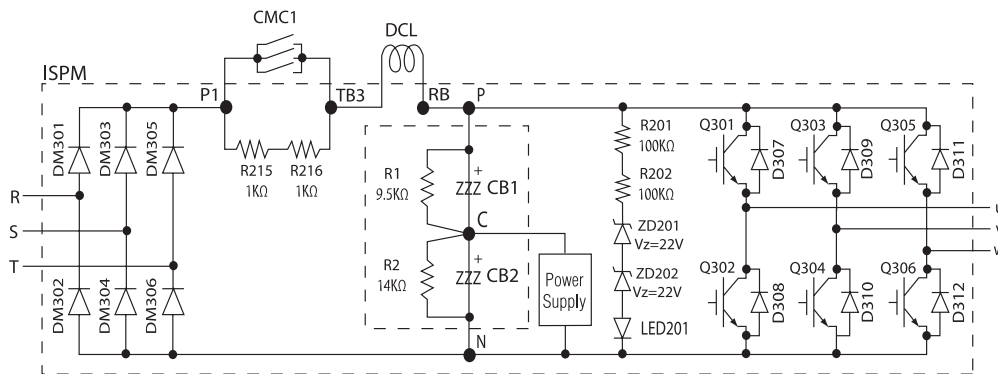 CMC1
DCL
ISPM
P1
TB3
RB
P
DM301
DM303
DM305
R215
1KΩ
R216
1KΩ
R201
100KΩ
R202
100KΩ
Q301
D307
Q303
D309
Q305
D311
R1
9.5KΩ
+
CB1
R
S
T
C
ZD201
Vz=22V
U
V
W
R2
14KΩ
+
CB2
Power
Supply
ZD202
Vz=22V
Q302
D308
Q304
D310
Q306
D312
DM302
DM304
DM306
LED201
N